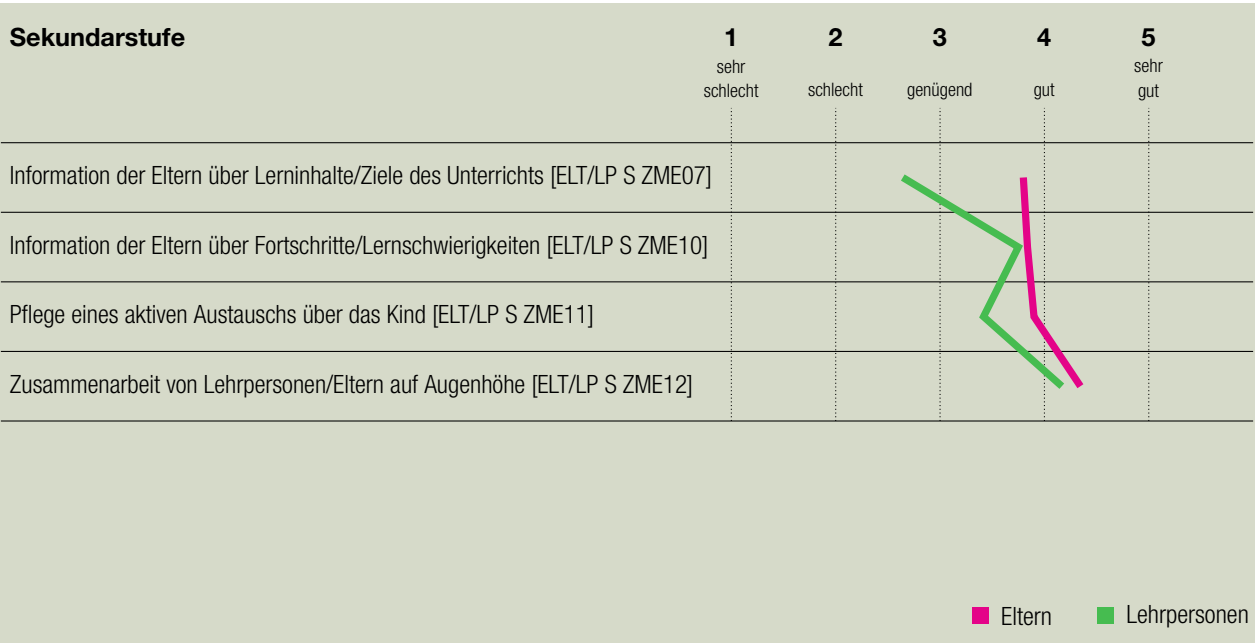 Sekundarstufe 1 2 3 4 5
sehr schlecht schlecht genügend gut sehr gut
Information der Eltern über Lerninhalte/Ziele des Unterrichts [ELT/LP S ZME07]
Information der Eltern über Fortschritte/Lernschwierigkeiten [ELT/LP S ZME10]
Pflege eines aktiven Austauschs über das Kind [ELT/LP S ZME11]
Zusammenarbeit von Lehrpersonen/Eltern auf Augenhöhe [ELT/LP S ZME12]
Eltern Lehrpersonen